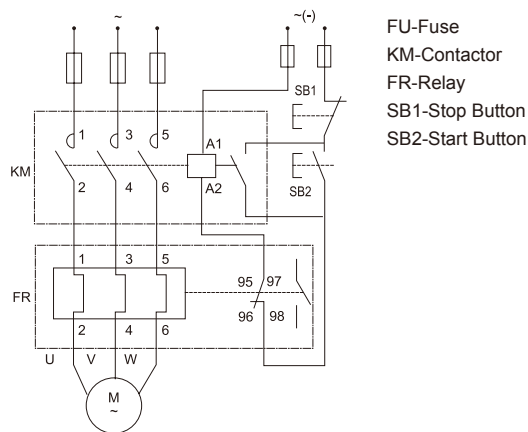 ~ ~(-)
FU-Fuse
KM-Contactor
FR-Relay
SB1-Stop Button
SB2-Start Button
SB1
1 3 5 A1
KM
2 4 6 A2 SB2
1 3 5
95 97
FR
96 98
2 4 6
U V W
M
~